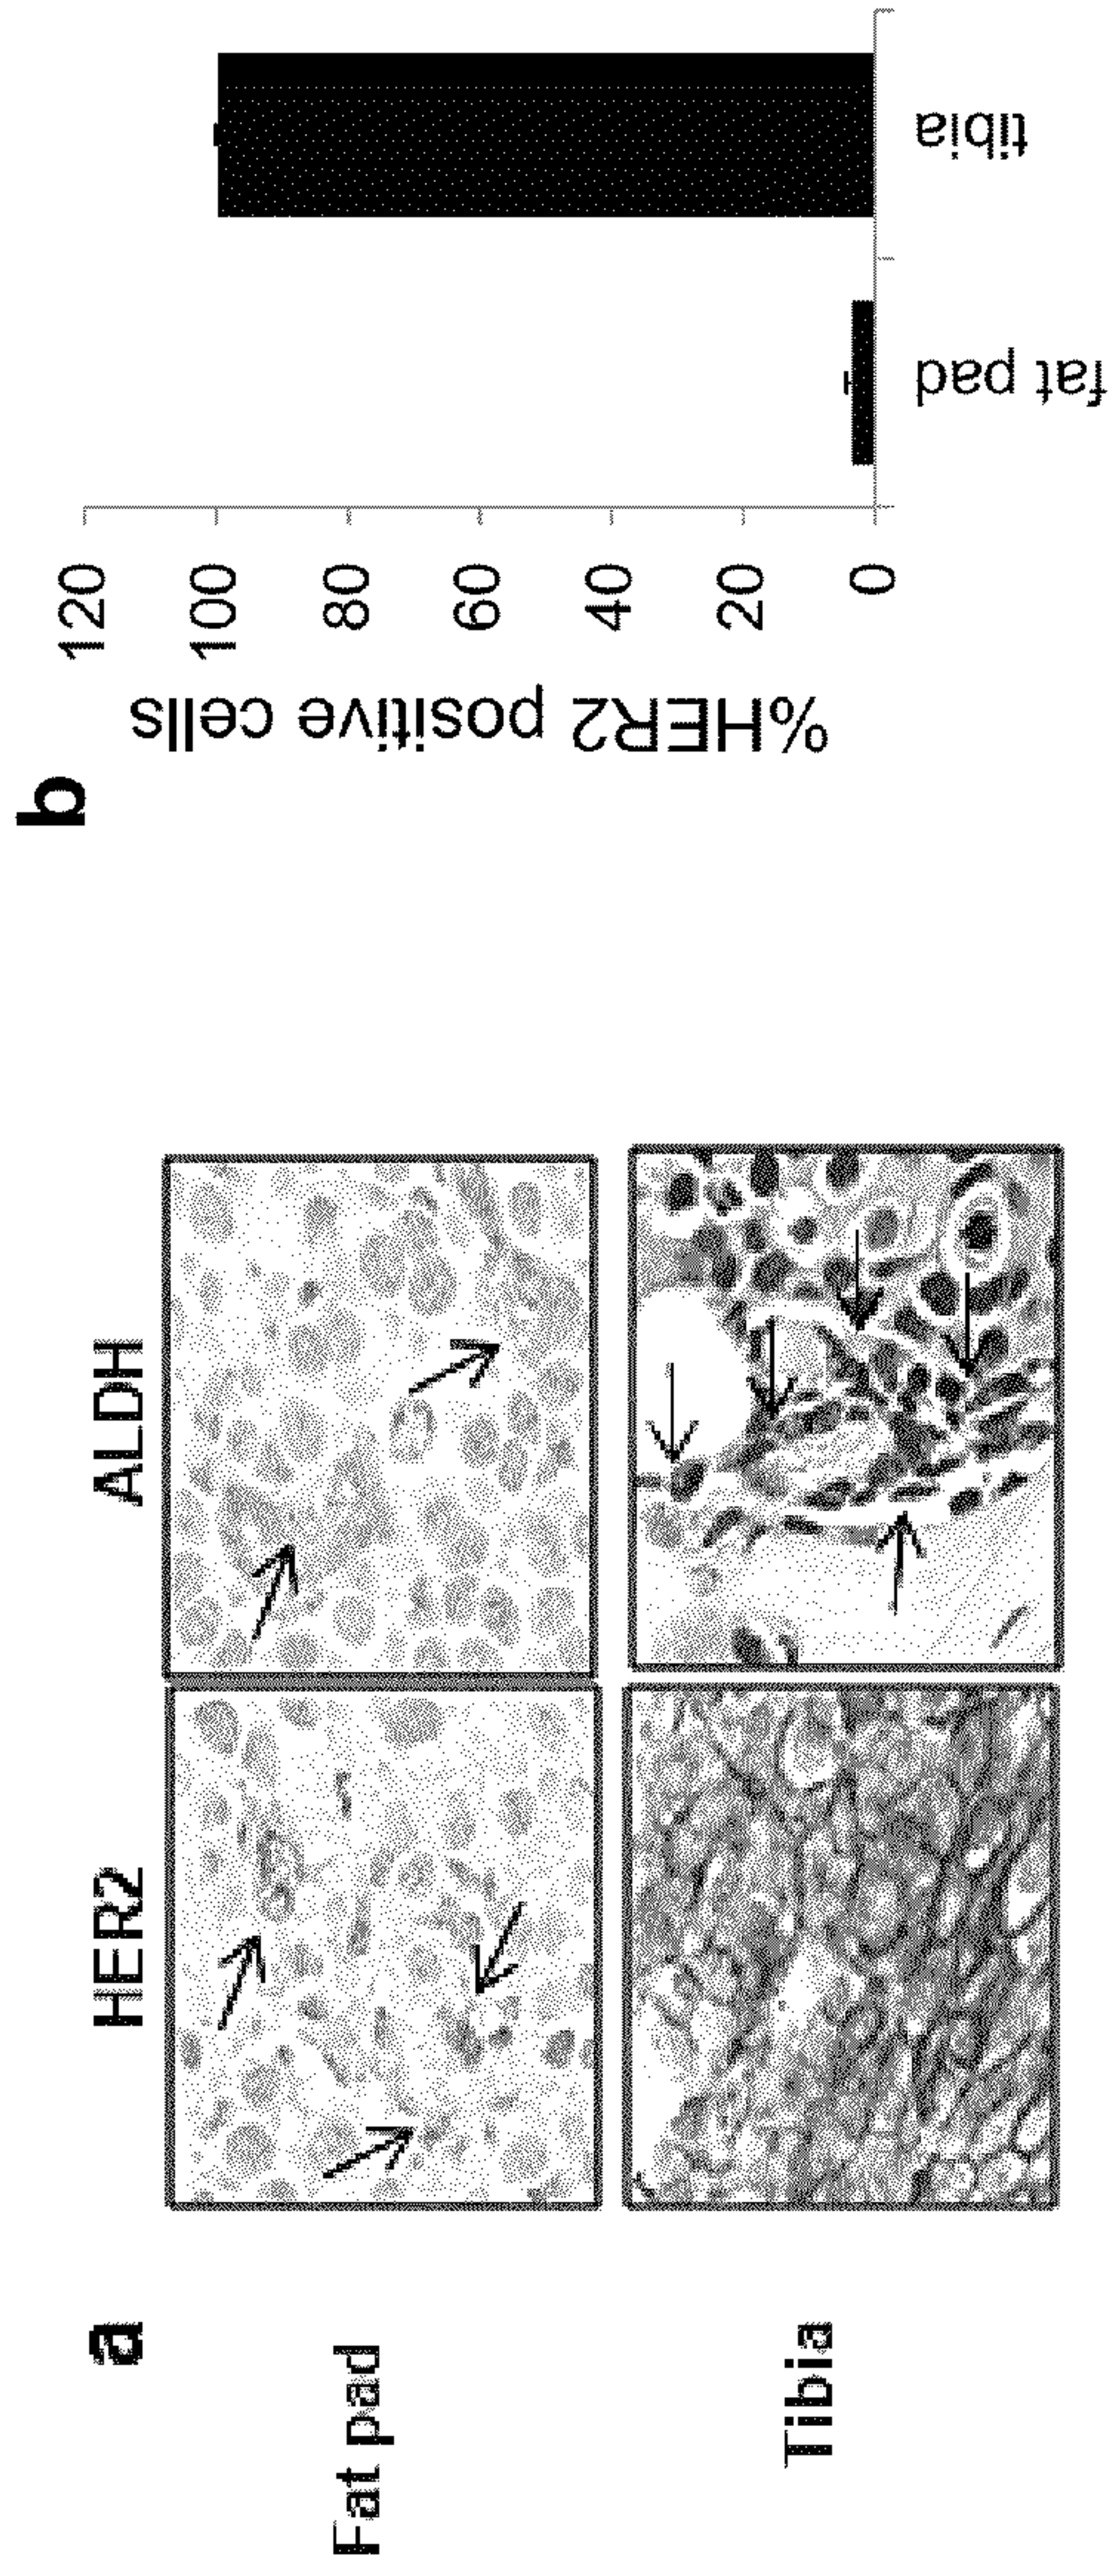 a
HER2
ALDH
Fat pad
Tibia
b
%HER2 positive cells
120
100
80
60
40
20
0
fat pad
tibia